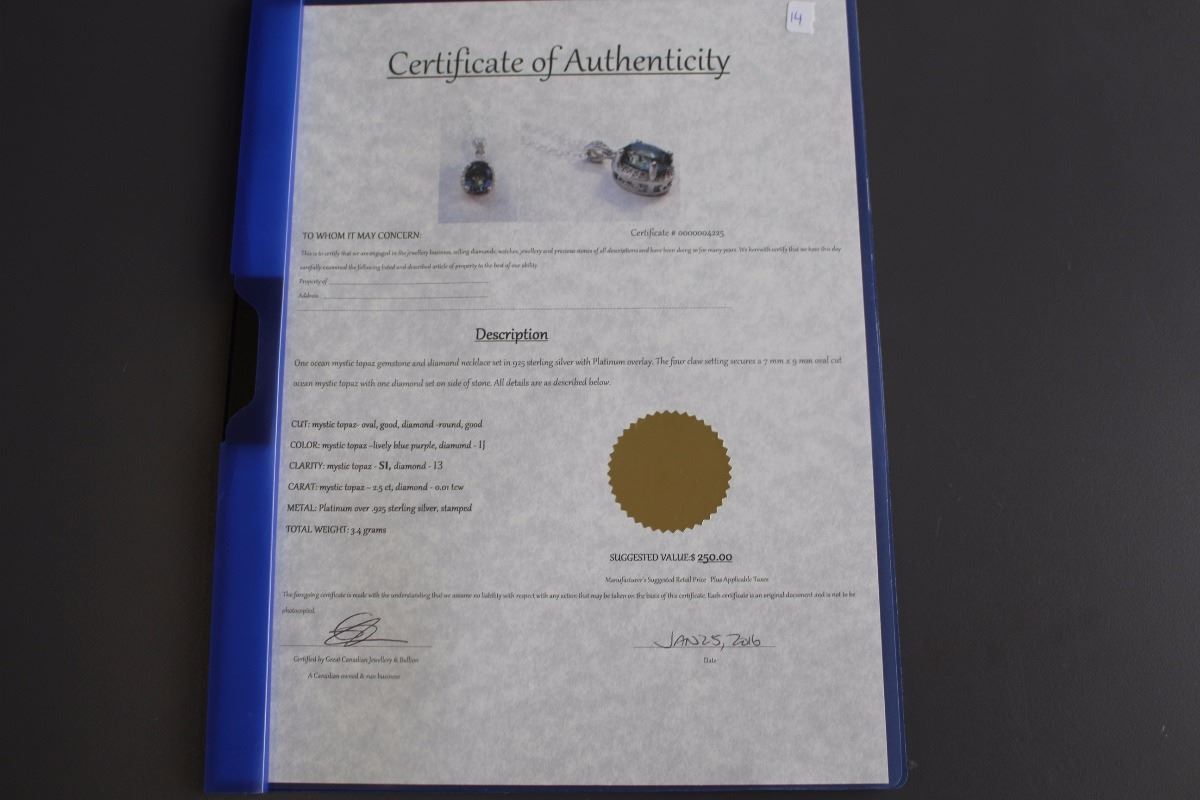 14
Certificate of Authenticity
TO WHOM IT MAY CONCERN:
Certificate # 0000004225
This is to certify that we are engaged in the jewellery business, selling diamonds, watches, jewellery and precious stones of all descriptions and have been doing so for many years. We herewith certify that we have this day
carefully examined the following listed and described article of property to the best of our ability.
Property of
Address
Description
One ocean mystic topaz gemstone and diamond necklace set in 925 sterling silver with Platinum overlay. The four claw setting secures a 7 mm x 9 mm oval cut
ocean mystic topaz with one diamond set on side of stone. All details are as described below.
CUT: mystic topaz- oval, good, diamond -round, good
COLOR: mystic topaz -lively blue purple, diamond - IJ
CLARITY: mystic topaz - SI, diamond - I3
CARAT: mystic topaz - 2.5 ct, diamond - 0.01 tcw
METAL: Platinum over .925 sterling silver, stamped
TOTAL WEIGHT: 3.4 grams
SUGGESTED VALUE:$ 250.00
Manufacturer's Suggested Retail Price Plus Applicable Taxes
The forgoing certificate is made with the understanding that we assume no liability with respect with any action that may be taken on the basis of this certificate. Each certificate is an original document and is not to be
photocopied.
JAN 25, 2016
Certified by Great Canadian Jewellery & Bullion
Date
A Canadian owned & run business